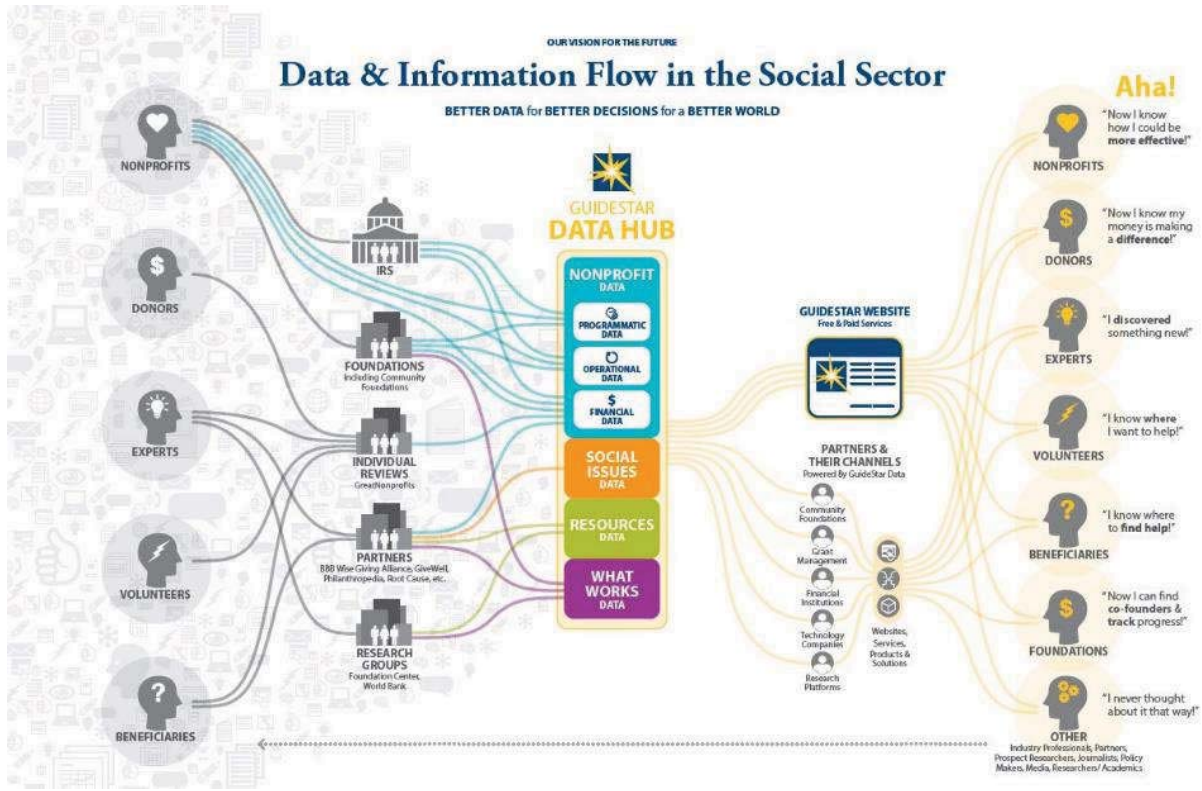 OUR VISION FOR THE FUTURE
Data & Information Flow in the Social Sector
BETTER DATA for BETTER DECISIONS for a BETTER WORLD
NONPROFITS
DONORS
EXPERTS
VOLUNTEERS
BENEFICIARIES
IRS
FOUNDATIONS
Including Community
Foundations
INDIVIDUAL
REVIEWS
GreatNonprofits
PARTNERS
BBB Wise Giving Alliance, GiveWell,
Philanthropedia, Root Cause, etc.
RESEARCH
GROUPS
Foundation Center,
World Bank
GUIDESTAR
DATA HUB
NONPROFIT
DATA
PROGRAMMATIC
DATA
OPERATIONAL
DATA
$
FINANCIAL
DATA
SOCIAL
ISSUES
DATA
RESOURCES
DATA
WHAT
WORKS
DATA
GUIDESTAR WEBSITE
Free & Paid Services
PARTNERS &
THEIR CHANNELS
Powered By GuideStar Data
Community
Foundations
Grant
Management
Financial
Institutions
Technology
Companies
Research
Platforms
Websites,
Services,
Products &
Solutions
Aha!
NONPROFITS
"Now I know
how I could be
more effective!"
DONORS
"Now I know my
money is making
a difference!"
EXPERTS
"I discovered
something new!"
VOLUNTEERS
"I know where
I want to help!"
BENEFICIARIES
"I know where
to find help!"
FOUNDATIONS
"Now I can find
co-founders &
track progress!"
OTHER
Industry Professionals, Partners,
Prospect Researchers, Journalists, Policy
Makers, Media, Researchers/ Academics
"I never thought
about it that way!"